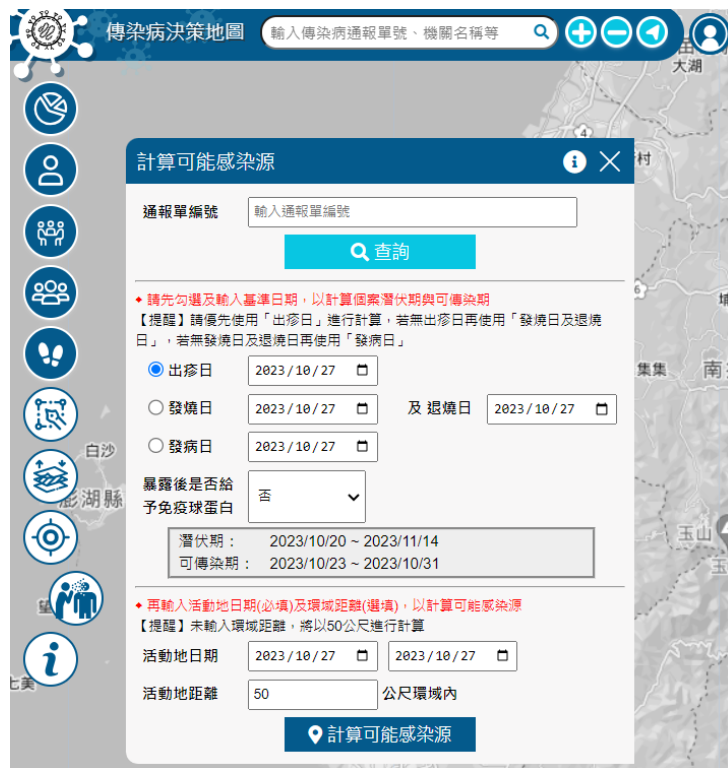 傳染病決策地圖
輸入傳染病通報單號、機關名稱等
大湖
4
村
計算可能感染源
通報單編號
輸入通報單編號
查詢
6
請先勾選及輸入基準日期，以計算個案潛伏期與可傳染期
【提醒】請優先使用「出疹日」進行計算，若無出疹日再使用「發燒日及退燒
日」，若無發燒日及退燒日再使用「發病日」
出疹日 2023/10/27
集集
南
發燒日 2023/10/27 及 退燒日 2023/10/27
發病日 2023/10/27
白沙
暴露後是否給
予免疫球蛋白
否
澎湖縣
潛伏期： 2023/10/20 ~ 2023/11/14
可傳染期： 2023/10/23 ~ 2023/10/31
玉山
玉
望
再輸入活動地日期(必填)及環域距離(選填)，以計算可能感染源
【提醒】未輸入環域距離，將以50公尺進行計算
活動地日期 2023/10/27 2023/10/27
七美
活動地距離 50 公尺環域內
計算可能感染源